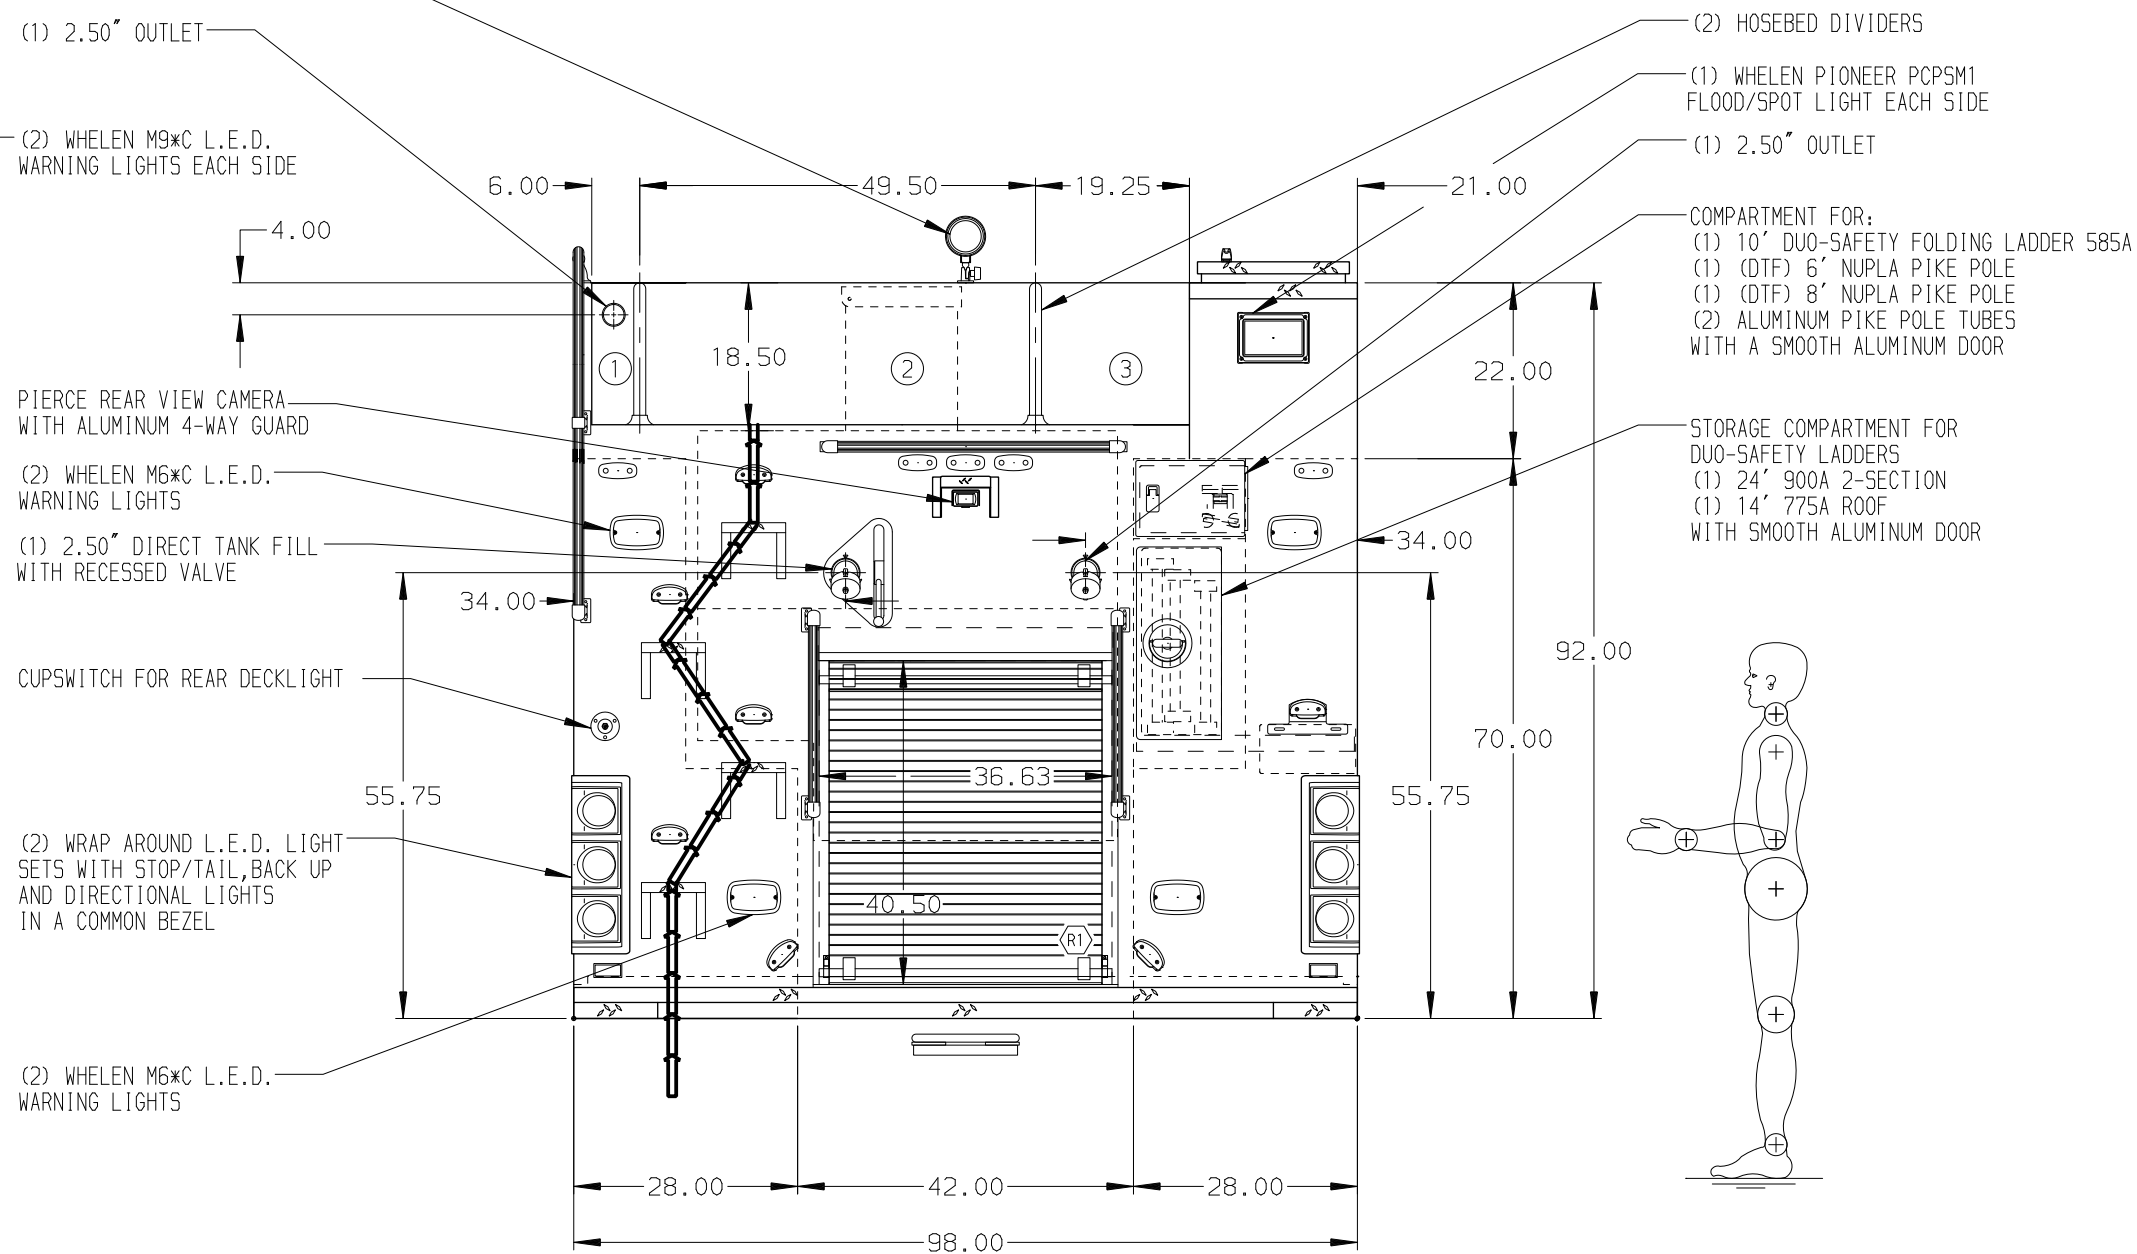 (1) 2.50" OUTLET
(2) WHELEN M9*C L.E.D.
WARNING LIGHTS EACH SIDE
4.00
PIERCE REAR VIEW CAMERA
WITH ALUMINUM 4-WAY GUARD
(2) WHELEN M6*C L.E.D.
WARNING LIGHTS
(1) 2.50" DIRECT TANK FILL
WITH RECESSED VALVE
34.00
CUPSWITCH FOR REAR DECKLIGHT
55.75
(2) WRAP AROUND L.E.D. LIGHT
SETS WITH STOP/TAIL,BACK UP
AND DIRECTIONAL LIGHTS
IN A COMMON BEZEL
(2) WHELEN M6*C L.E.D.
WARNING LIGHTS
6.00
49.50
19.25
21.00
18.50
1
2
3
22.00
34.00
92.00
70.00
36.63
55.75
40.50
R1
28.00
42.00
28.00
98.00
(2) HOSEBED DIVIDERS
(1) WHELEN PIONEER PCPSM1
FLOOD/SPOT LIGHT EACH SIDE
(1) 2.50" OUTLET
COMPARTMENT FOR:
(1) 10' DUO-SAFETY FOLDING LADDER 585A
(1) (DTF) 6' NUPLA PIKE POLE
(1) (DTF) 8' NUPLA PIKE POLE
(2) ALUMINUM PIKE POLE TUBES
WITH A SMOOTH ALUMINUM DOOR
STORAGE COMPARTMENT FOR
DUO-SAFETY LADDERS
(1) 24' 900A 2-SECTION
(1) 14' 775A ROOF
WITH SMOOTH ALUMINUM DOOR